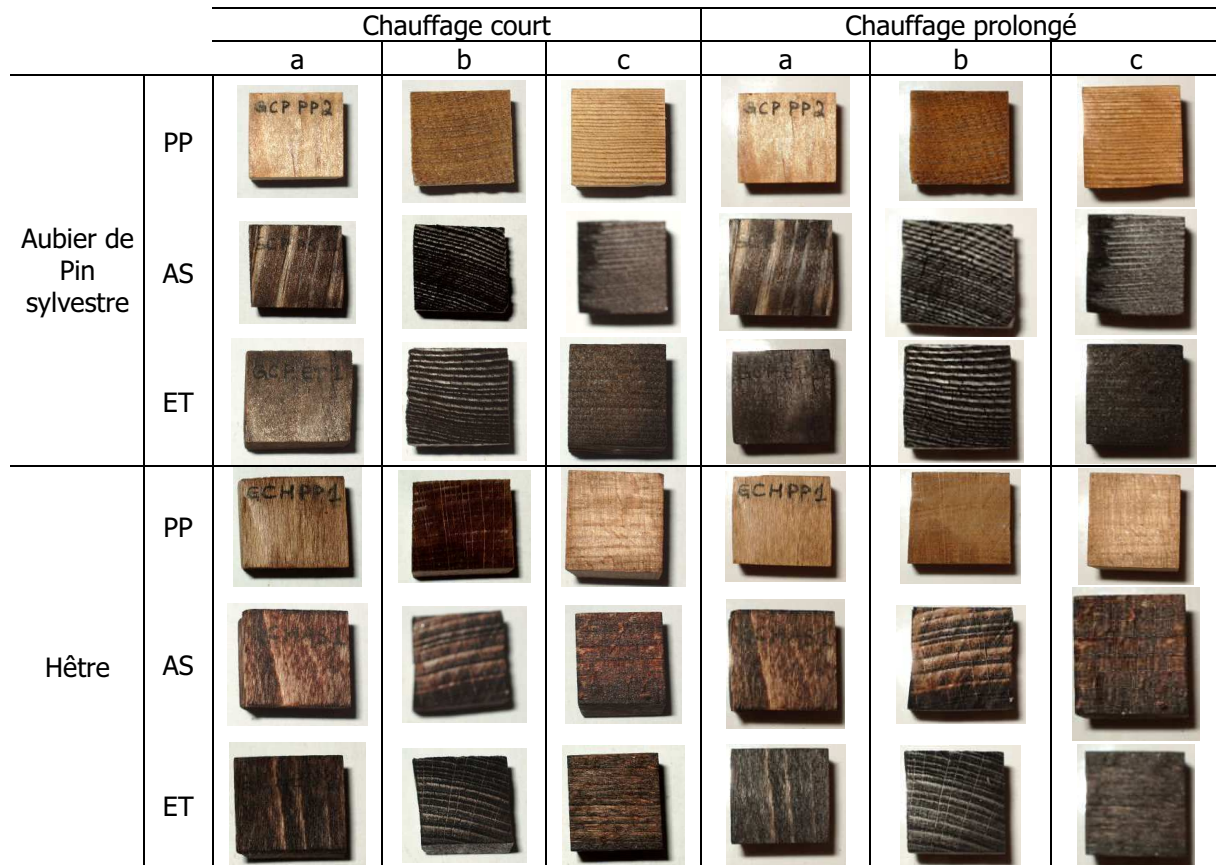 Chauffage court Chauffage prolongé
a b c a b c
Aubier de Pin sylvestre
PP
GCP PP2
GCP PP2
AS
ET
GCP ET 1
Hêtre
PP
GCHPP1
GCHPP1
AS
ET